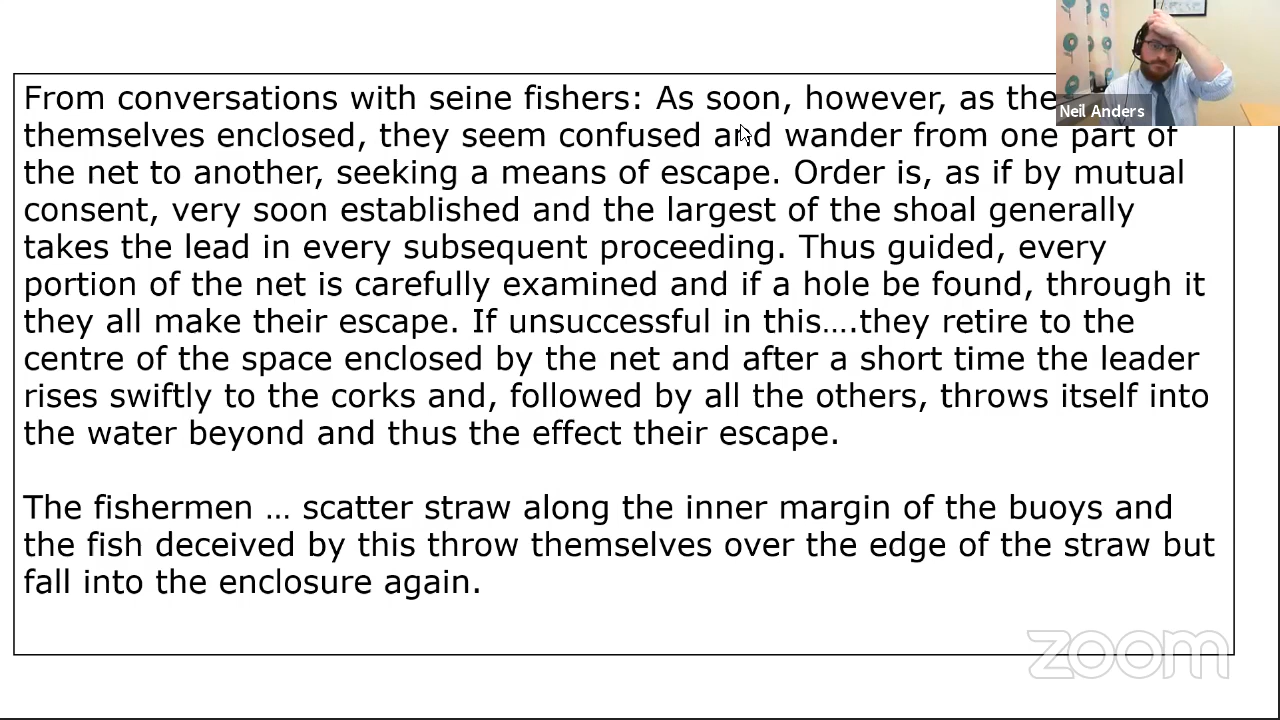 From conversations with seine fishers: As soon, however, as the
themselves enclosed, they seem confused and wander from one part of
the net to another, seeking a means of escape. Order is, as if by mutual
consent, very soon established and the largest of the shoal generally
takes the lead in every subsequent proceeding. Thus guided, every
portion of the net is carefully examined and if a hole be found, through it
they all make their escape. If unsuccessful in this….they retire to the
centre of the space enclosed by the net and after a short time the leader
rises swiftly to the corks and, followed by all the others, throws itself into
the water beyond and thus the effect their escape.
The fishermen … scatter straw along the inner margin of the buoys and
the fish deceived by this throw themselves over the edge of the straw but
fall into the enclosure again.
Neil Anders
zoom